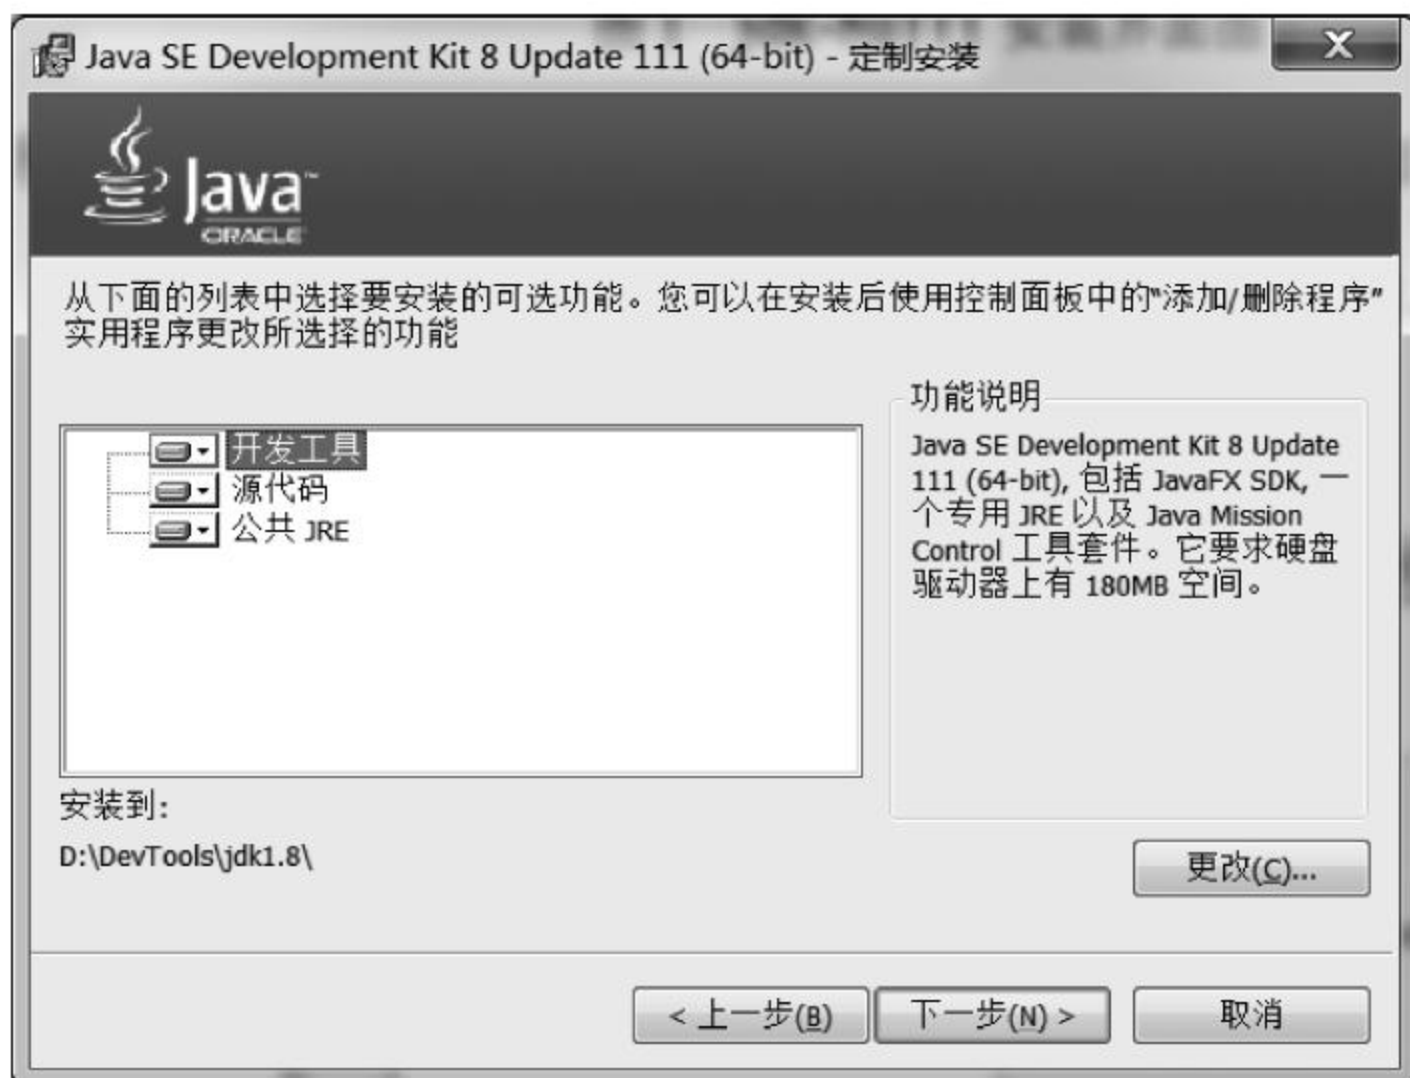 Java SE Development Kit 8 Update 111 (64-bit) - 定制安装
Java™
ORACLE
从下面的列表中选择要安装的可选功能。您可以在安装后使用控制面板中的“添加/删除程序”
实用程序更改所选择的功能
开发工具
源代码
公共 JRE
功能说明
Java SE Development Kit 8 Update
111 (64-bit), 包括 JavaFX SDK, 一
个专用 JRE 以及 Java Mission
Control 工具套件。它要求硬盘
驱动器上有 180MB 空间。
安装到:
D:\DevTools\jdk1.8\
更改(C)...
< 上一步(B)
下一步(N) >
取消